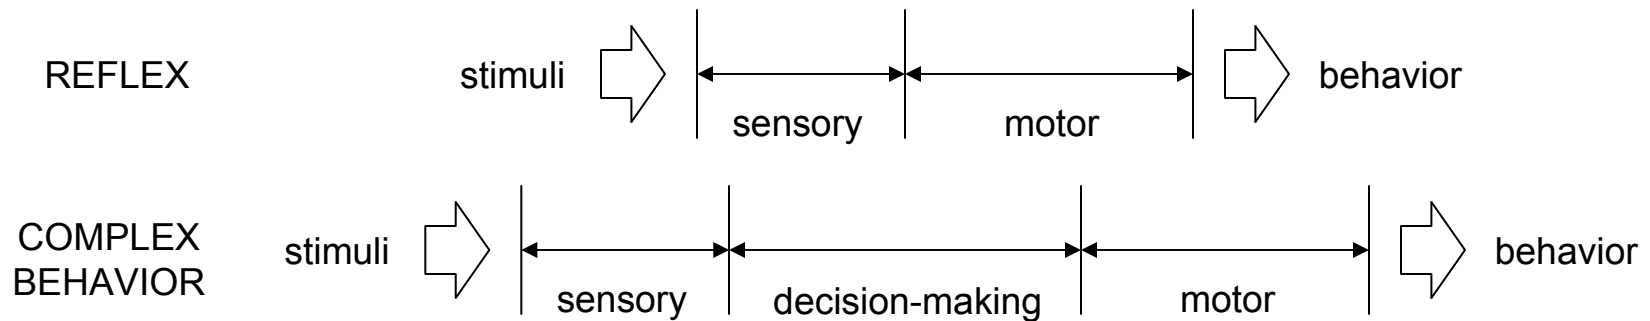 REFLEX stimuli behavior
sensory motor
COMPLEX
BEHAVIOR
stimuli behavior
sensory decision-making motor